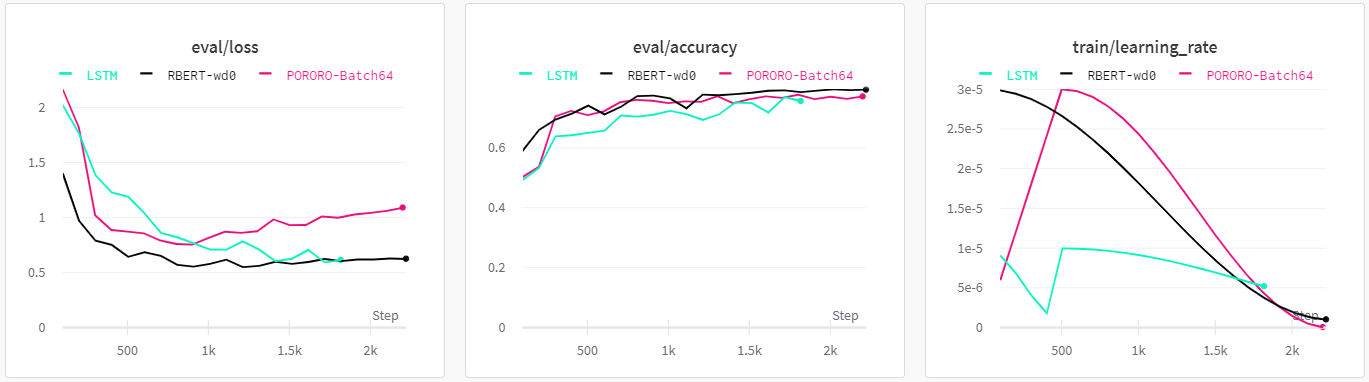 eval/loss
LSTM RBERT-wd0 PORORO-Batch64
2
1.5
1
0.5
0
Step
500 1k 1.5k 2k
eval/accuracy
LSTM RBERT-wd0 PORORO-Batch64
0.6
0.4
0.2
0
Step
500 1k 1.5k 2k
train/learning_rate
LSTM RBERT-wd0 PORORO-Batch64
3e-5
2.5e-5
2e-5
1.5e-5
1e-5
5e-6
0
Step
500 1k 1.5k 2k